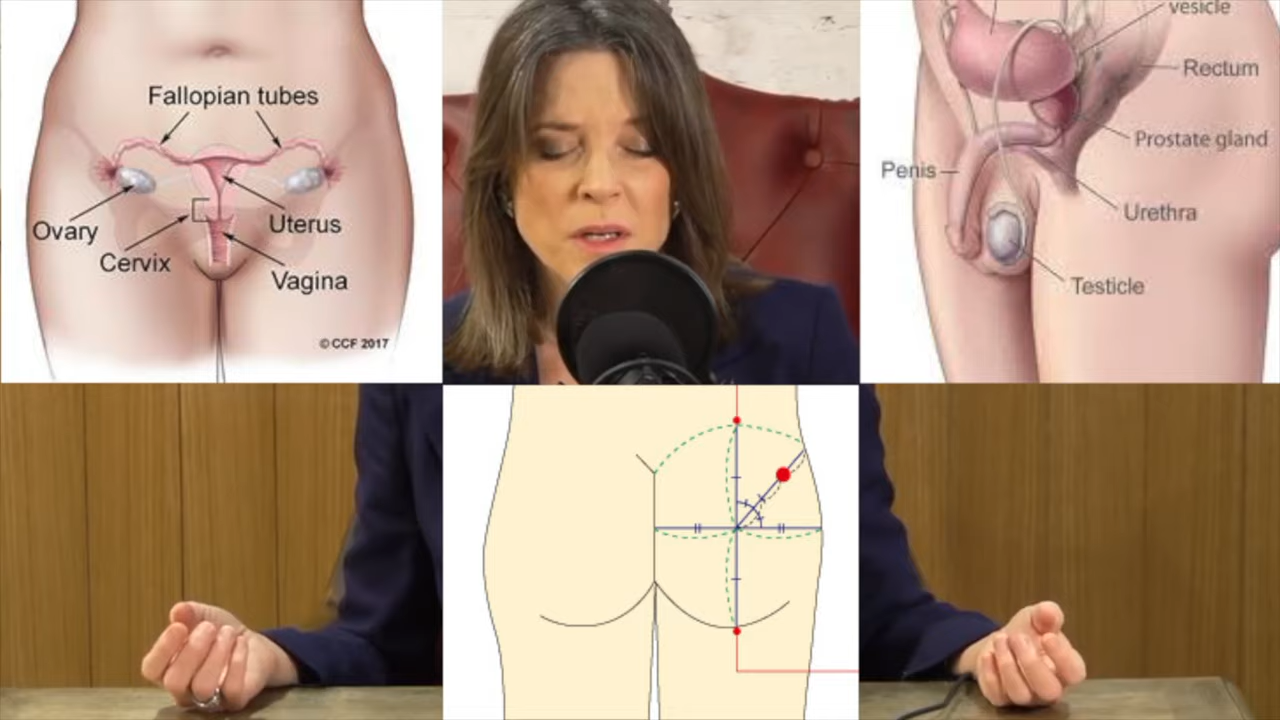 Fallopian tubes
Ovary
Uterus
Cervix
Vagina
© CCF 2017
vesicle
Rectum
Prostate gland
Penis
Urethra
Testicle